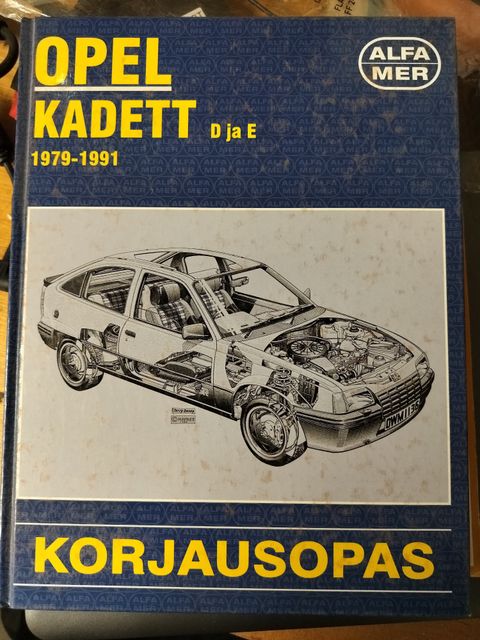 OPEL
ALFA
MER
KADETT D ja E
1979-1991
KORJAUSOPAS